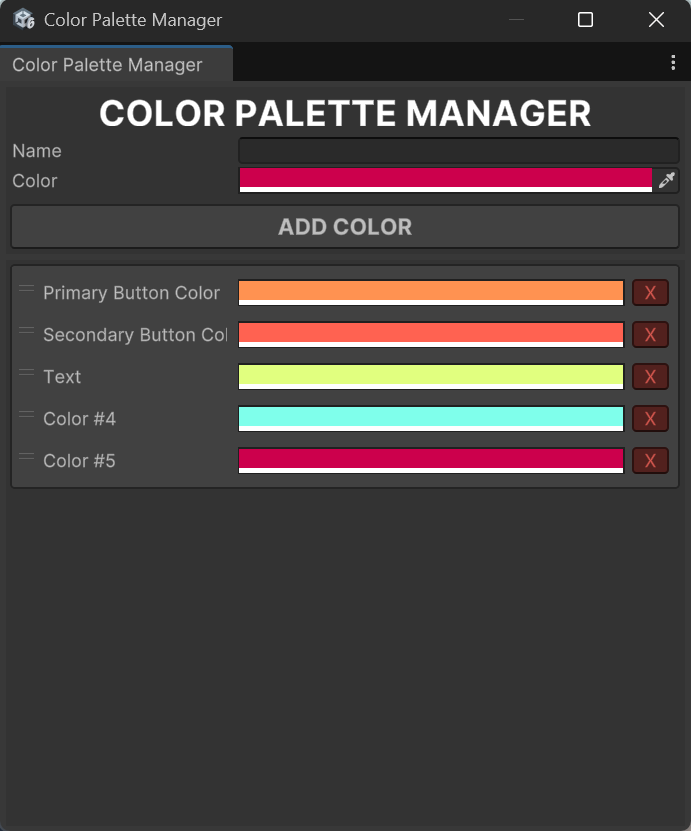 Color Palette Manager
Color Palette Manager
COLOR PALETTE MANAGER
Name
Color
ADD COLOR
Primary Button Color X
Secondary Button Col X
Text X
Color #4 X
Color #5 X